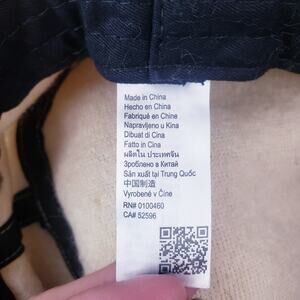 Made in China
Hecho en China
Fabriqué en Chine
Napravljeno u Kina
Dibuat di Cina
Fatto in Cina
ผลิตใน ประเทศจีน
Зроблено в Китай
Sản xuất tại Trung Quốc
中国制造
Vyrobené v Číne
RN# 0100460
CA# 52596